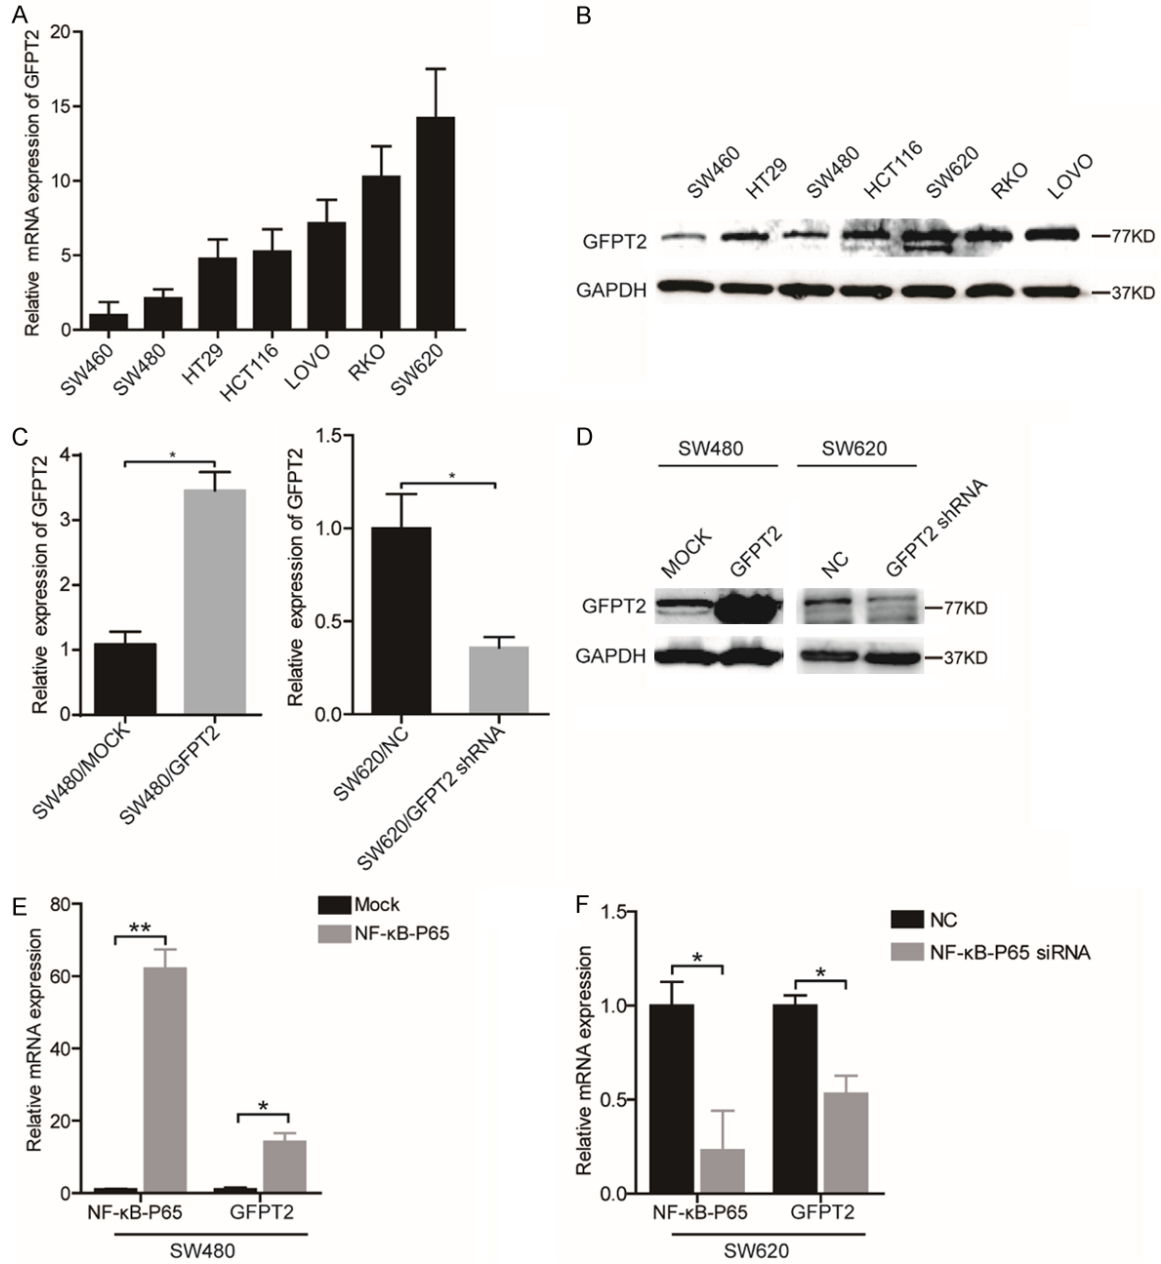 A
Relative mRNA expression of GFPT2
20
15
10
5
0
SW460
SW480
HT29
HCT116
LOVO
RKO
SW620
B
SW460
HT29
SW480
HCT116
SW620
RKO
LOVO
GFPT2
77KD
GAPDH
37KD
C
Relative expression of GFPT2
4
3
2
1
0
*
SW480/MOCK
SW480/GFPT2
Relative expression of GFPT2
1.5
1.0
0.5
0.0
*
SW620/NC
SW620/GFPT2 shRNA
D
SW480
SW620
MOCK
GFPT2
NC
GFPT2 shRNA
GFPT2
77KD
GAPDH
37KD
E
Relative mRNA expression
80
60
40
20
0
Mock
NF-κB-P65
**
*
NF-κB-P65
GFPT2
SW480
F
Relative mRNA expression
1.5
1.0
0.5
0.0
NC
NF-κB-P65 siRNA
*
*
NF-κB-P65
GFPT2
SW620